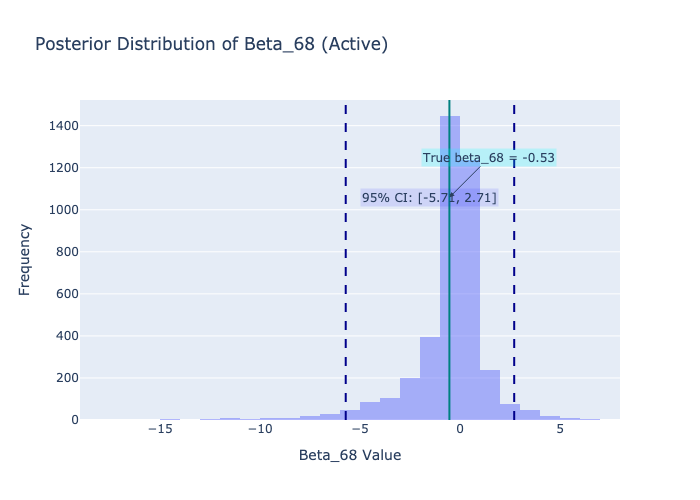 Posterior Distribution of Beta_68 (Active)
1400
1200
1000
800
600
400
200
0
Frequency
True beta_68 = -0.53
95% CI: [-5.71, 2.71]
−15
−10
−5
0
5
Beta_68 Value